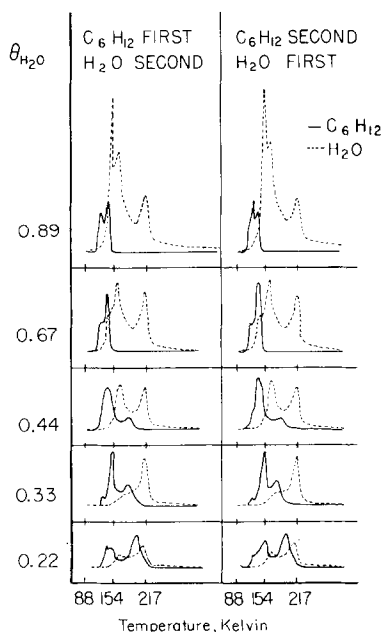 θH₂O
C₆H₁₂ FIRST
H₂O SECOND
C₆H₁₂ SECOND
H₂O FIRST
— C₆H₁₂
---- H₂O
0.89
0.67
0.44
0.33
0.22
88 154 217
88 154 217
Temperature, Kelvin